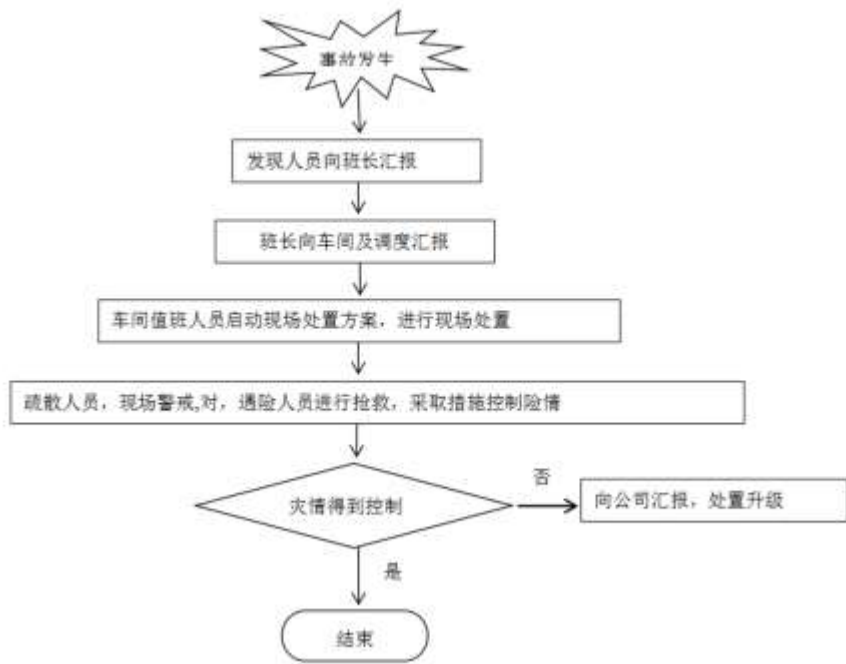 事故发生
发现人员向班长汇报
班长向车间及调度汇报
车间值班人员启动现场处置方案，进行现场处置
疏散人员，现场警戒,对，遇险人员进行抢救，采取措施控制险情
灾情得到控制
否
向公司汇报，处置升级
是
结束